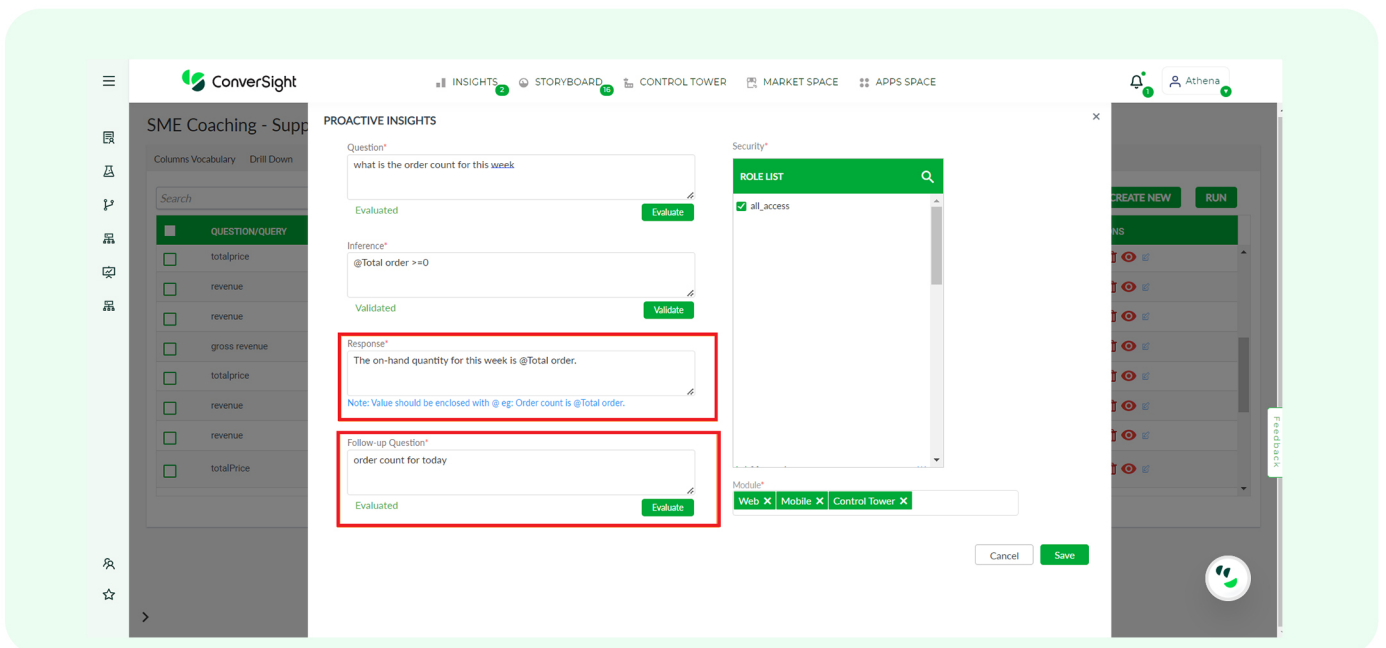 ConverSight
INSIGHTS 2
STORYBOARD 16
CONTROL TOWER
MARKET SPACE
APPS SPACE
1
Athena
SME Coaching - Supp
Columns Vocabulary Drill Down
Search
CREATE NEW
RUN
QUESTION/QUERY
NS
totalprice
revenue
revenue
gross revenue
totalprice
revenue
revenue
totalPrice
PROACTIVE INSIGHTS
×
Question*
what is the order count for this week
Evaluated
Evaluate
Inference*
@Total order >=0
Validated
Validate
Response*
The on-hand quantity for this week is @Total order.
Note: Value should be enclosed with @ eg: Order count is @Total order.
Follow-up Question*
order count for today
Evaluated
Evaluate
Security*
ROLE LIST
all_access
Module*
Web × Mobile × Control Tower ×
Cancel
Save
Feedback